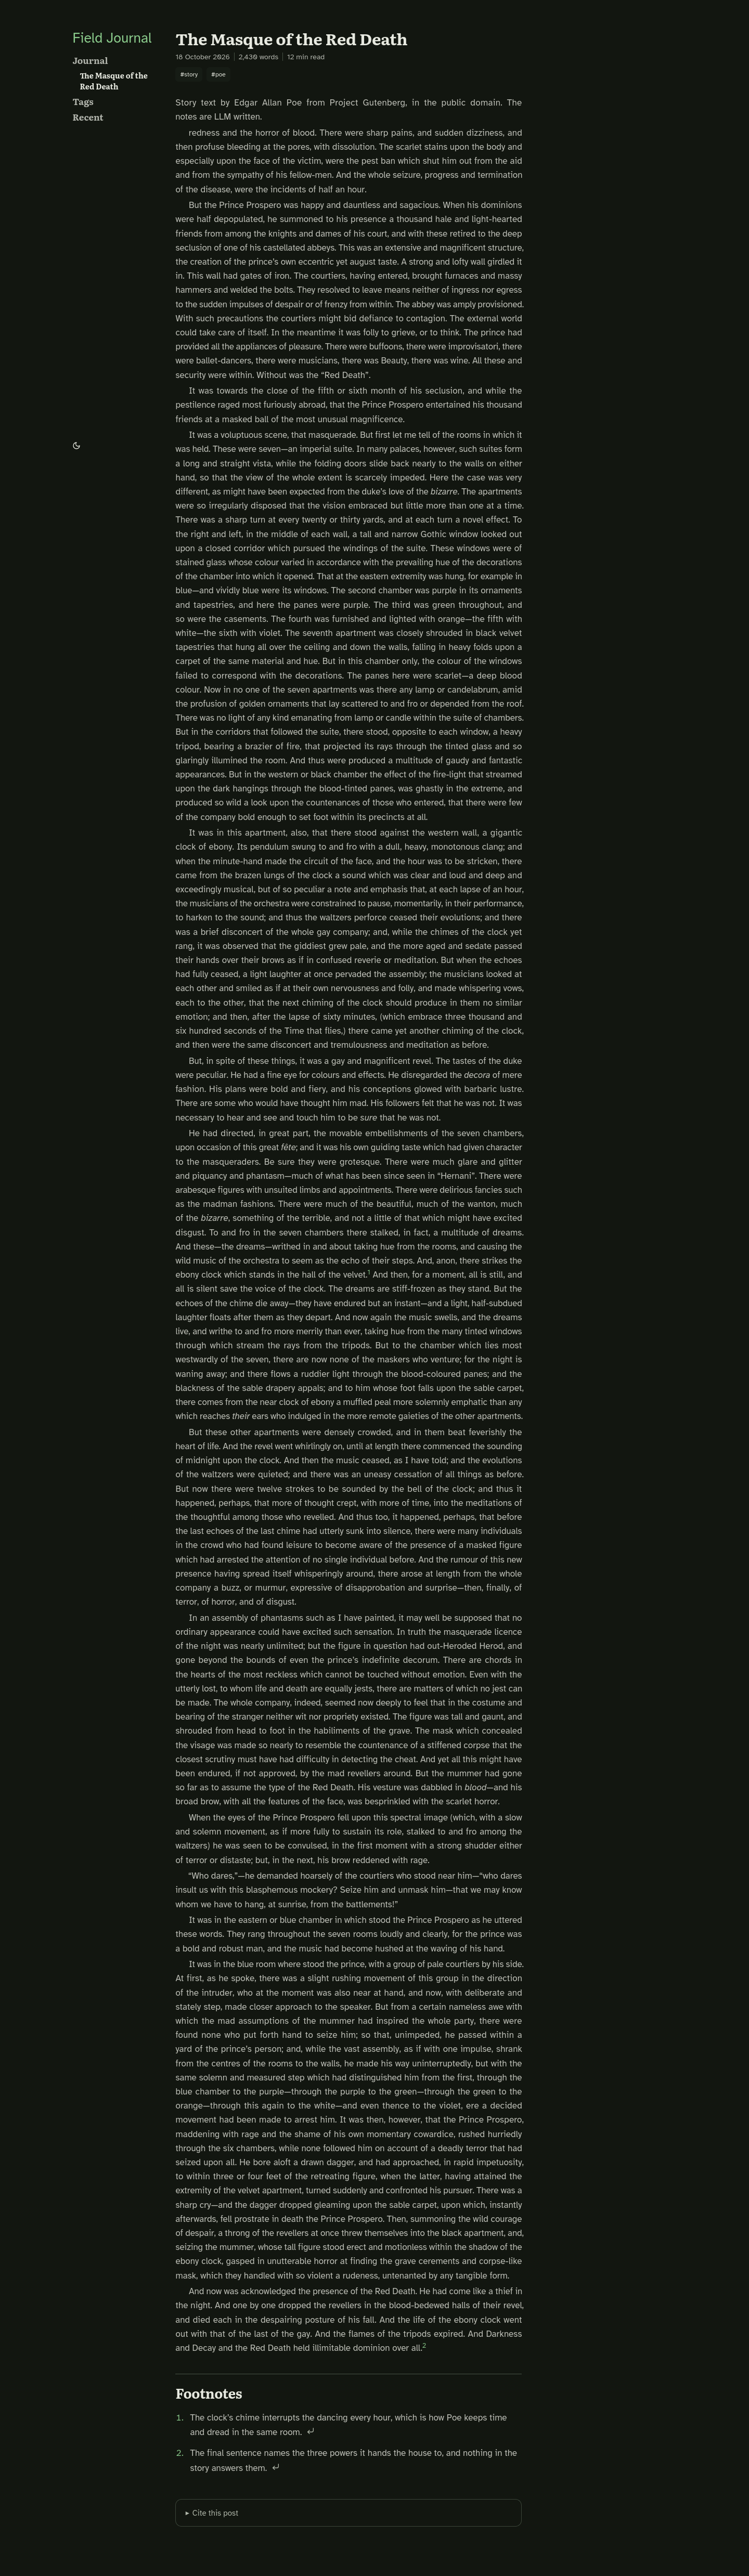 Field Journal
Journal
The Masque of the
Red Death
Tags
Recent
The Masque of the Red Death
18 October 2026 | 2,430 words | 12 min read
#story #poe
Story text by Edgar Allan Poe from Project Gutenberg, in the public domain. The
notes are LLM written.
redness and the horror of blood. There were sharp pains, and sudden dizziness, and
then profuse bleeding at the pores, with dissolution. The scarlet stains upon the body and
especially upon the face of the victim, were the pest ban which shut him out from the aid
and from the sympathy of his fellow-men. And the whole seizure, progress and termination
of the disease, were the incidents of half an hour.
But the Prince Prospero was happy and dauntless and sagacious. When his dominions
were half depopulated, he summoned to his presence a thousand hale and light-hearted
friends from among the knights and dames of his court, and with these retired to the deep
seclusion of one of his castellated abbeys. This was an extensive and magnificent structure,
the creation of the prince's own eccentric yet august taste. A strong and lofty wall girdled it
in. This wall had gates of iron. The courtiers, having entered, brought furnaces and massy
hammers and welded the bolts. They resolved to leave means neither of ingress nor egress
to the sudden impulses of despair or of frenzy from within. The abbey was amply provisioned.
With such precautions the courtiers might bid defiance to contagion. The external world
could take care of itself. In the meantime it was folly to grieve, or to think. The prince had
provided all the appliances of pleasure. There were buffoons, there were improvisatori, there
were ballet-dancers, there were musicians, there was Beauty, there was wine. All these and
security were within. Without was the “Red Death”.
It was towards the close of the fifth or sixth month of his seclusion, and while the
pestilence raged most furiously abroad, that the Prince Prospero entertained his thousand
friends at a masked ball of the most unusual magnificence.
It was a voluptuous scene, that masquerade. But first let me tell of the rooms in which it
was held. These were seven—an imperial suite. In many palaces, however, such suites form
a long and straight vista, while the folding doors slide back nearly to the walls on either
hand, so that the view of the whole extent is scarcely impeded. Here the case was very
different, as might have been expected from the duke's love of the bizarre. The apartments
were so irregularly disposed that the vision embraced but little more than one at a time.
There was a sharp turn at every twenty or thirty yards, and at each turn a novel effect. To
the right and left, in the middle of each wall, a tall and narrow Gothic window looked out
upon a closed corridor which pursued the windings of the suite. These windows were of
stained glass whose colour varied in accordance with the prevailing hue of the decorations
of the chamber into which it opened. That at the eastern extremity was hung, for example in
blue—and vividly blue were its windows. The second chamber was purple in its ornaments
and tapestries, and here the panes were purple. The third was green throughout, and
so were the casements. The fourth was furnished and lighted with orange—the fifth with
white—the sixth with violet. The seventh apartment was closely shrouded in black velvet
tapestries that hung all over the ceiling and down the walls, falling in heavy folds upon a
carpet of the same material and hue. But in this chamber only, the colour of the windows
failed to correspond with the decorations. The panes here were scarlet—a deep blood
colour. Now in no one of the seven apartments was there any lamp or candelabrum, amid
the profusion of golden ornaments that lay scattered to and fro or depended from the roof.
There was no light of any kind emanating from lamp or candle within the suite of chambers.
But in the corridors that followed the suite, there stood, opposite to each window, a heavy
tripod, bearing a brazier of fire, that projected its rays through the tinted glass and so
glaringly illumined the room. And thus were produced a multitude of gaudy and fantastic
appearances. But in the western or black chamber the effect of the fire-light that streamed
upon the dark hangings through the blood-tinted panes, was ghastly in the extreme, and
produced so wild a look upon the countenances of those who entered, that there were few
of the company bold enough to set foot within its precincts at all.
It was in this apartment, also, that there stood against the western wall, a gigantic
clock of ebony. Its pendulum swung to and fro with a dull, heavy, monotonous clang; and
when the minute-hand made the circuit of the face, and the hour was to be stricken, there
came from the brazen lungs of the clock a sound which was clear and loud and deep and
exceedingly musical, but of so peculiar a note and emphasis that, at each lapse of an hour,
the musicians of the orchestra were constrained to pause, momentarily, in their performance,
to harken to the sound; and thus the waltzers perforce ceased their evolutions; and there
was a brief disconcert of the whole gay company; and, while the chimes of the clock yet
rang, it was observed that the giddiest grew pale, and the more aged and sedate passed
their hands over their brows as if in confused reverie or meditation. But when the echoes
had fully ceased, a light laughter at once pervaded the assembly; the musicians looked at
each other and smiled as if at their own nervousness and folly, and made whispering vows,
each to the other, that the next chiming of the clock should produce in them no similar
emotion; and then, after the lapse of sixty minutes, (which embrace three thousand and
six hundred seconds of the Time that flies,) there came yet another chiming of the clock,
and then were the same disconcert and tremulousness and meditation as before.
But, in spite of these things, it was a gay and magnificent revel. The tastes of the duke
were peculiar. He had a fine eye for colours and effects. He disregarded the decora of mere
fashion. His plans were bold and fiery, and his conceptions glowed with barbaric lustre.
There are some who would have thought him mad. His followers felt that he was not. It was
necessary to hear and see and touch him to be sure that he was not.
He had directed, in great part, the movable embellishments of the seven chambers,
upon occasion of this great fête; and it was his own guiding taste which had given character
to the masqueraders. Be sure they were grotesque. There were much glare and glitter
and piquancy and phantasm—much of what has been since seen in “Hernani”. There were
arabesque figures with unsuited limbs and appointments. There were delirious fancies such
as the madman fashions. There were much of the beautiful, much of the wanton, much
of the bizarre, something of the terrible, and not a little of that which might have excited
disgust. To and fro in the seven chambers there stalked, in fact, a multitude of dreams.
And these—the dreams—writhed in and about taking hue from the rooms, and causing the
wild music of the orchestra to seem as the echo of their steps. And, anon, there strikes the
ebony clock which stands in the hall of the velvet.1 And then, for a moment, all is still, and
all is silent save the voice of the clock. The dreams are stiff-frozen as they stand. But the
echoes of the chime die away—they have endured but an instant—and a light, half-subdued
laughter floats after them as they depart. And now again the music swells, and the dreams
live, and writhe to and fro more merrily than ever, taking hue from the many tinted windows
through which stream the rays from the tripods. But to the chamber which lies most
westwardly of the seven, there are now none of the maskers who venture; for the night is
waning away; and there flows a ruddier light through the blood-coloured panes; and the
blackness of the sable drapery appals; and to him whose foot falls upon the sable carpet,
there comes from the near clock of ebony a muffled peal more solemnly emphatic than any
which reaches their ears who indulged in the more remote gaieties of the other apartments.
But these other apartments were densely crowded, and in them beat feverishly the
heart of life. And the revel went whirlingly on, until at length there commenced the sounding
of midnight upon the clock. And then the music ceased, as I have told; and the evolutions
of the waltzers were quieted; and there was an uneasy cessation of all things as before.
But now there were twelve strokes to be sounded by the bell of the clock; and thus it
happened, perhaps, that more of thought crept, with more of time, into the meditations of
the thoughtful among those who revelled. And thus too, it happened, perhaps, that before
the last echoes of the last chime had utterly sunk into silence, there were many individuals
in the crowd who had found leisure to become aware of the presence of a masked figure
which had arrested the attention of no single individual before. And the rumour of this new
presence having spread itself whisperingly around, there arose at length from the whole
company a buzz, or murmur, expressive of disapprobation and surprise—then, finally, of
terror, of horror, and of disgust.
In an assembly of phantasms such as I have painted, it may well be supposed that no
ordinary appearance could have excited such sensation. In truth the masquerade licence
of the night was nearly unlimited; but the figure in question had out-Heroded Herod, and
gone beyond the bounds of even the prince's indefinite decorum. There are chords in
the hearts of the most reckless which cannot be touched without emotion. Even with the
utterly lost, to whom life and death are equally jests, there are matters of which no jest can
be made. The whole company, indeed, seemed now deeply to feel that in the costume and
bearing of the stranger neither wit nor propriety existed. The figure was tall and gaunt, and
shrouded from head to foot in the habiliments of the grave. The mask which concealed
the visage was made so nearly to resemble the countenance of a stiffened corpse that the
closest scrutiny must have had difficulty in detecting the cheat. And yet all this might have
been endured, if not approved, by the mad revellers around. But the mummer had gone
so far as to assume the type of the Red Death. His vesture was dabbled in blood—and his
broad brow, with all the features of the face, was besprinkled with the scarlet horror.
When the eyes of the Prince Prospero fell upon this spectral image (which, with a slow
and solemn movement, as if more fully to sustain its role, stalked to and fro among the
waltzers) he was seen to be convulsed, in the first moment with a strong shudder either
of terror or distaste; but, in the next, his brow reddened with rage.
“Who dares,”—he demanded hoarsely of the courtiers who stood near him—“who dares
insult us with this blasphemous mockery? Seize him and unmask him—that we may know
whom we have to hang, at sunrise, from the battlements!”
It was in the eastern or blue chamber in which stood the Prince Prospero as he uttered
these words. They rang throughout the seven rooms loudly and clearly, for the prince was
a bold and robust man, and the music had become hushed at the waving of his hand.
It was in the blue room where stood the prince, with a group of pale courtiers by his side.
At first, as he spoke, there was a slight rushing movement of this group in the direction
of the intruder, who at the moment was also near at hand, and now, with deliberate and
stately step, made closer approach to the speaker. But from a certain nameless awe with
which the mad assumptions of the mummer had inspired the whole party, there were
found none who put forth hand to seize him; so that, unimpeded, he passed within a
yard of the prince's person; and, while the vast assembly, as if with one impulse, shrank
from the centres of the rooms to the walls, he made his way uninterruptedly, but with the
same solemn and measured step which had distinguished him from the first, through the
blue chamber to the purple—through the purple to the green—through the green to the
orange—through this again to the white—and even thence to the violet, ere a decided
movement had been made to arrest him. It was then, however, that the Prince Prospero,
maddening with rage and the shame of his own momentary cowardice, rushed hurriedly
through the six chambers, while none followed him on account of a deadly terror that had
seized upon all. He bore aloft a drawn dagger, and had approached, in rapid impetuosity,
to within three or four feet of the retreating figure, when the latter, having attained the
extremity of the velvet apartment, turned suddenly and confronted his pursuer. There was a
sharp cry—and the dagger dropped gleaming upon the sable carpet, upon which, instantly
afterwards, fell prostrate in death the Prince Prospero. Then, summoning the wild courage
of despair, a throng of the revellers at once threw themselves into the black apartment, and,
seizing the mummer, whose tall figure stood erect and motionless within the shadow of the
ebony clock, gasped in unutterable horror at finding the grave cerements and corpse-like
mask, which they handled with so violent a rudeness, untenanted by any tangible form.
And now was acknowledged the presence of the Red Death. He had come like a thief in
the night. And one by one dropped the revellers in the blood-bedewed halls of their revel,
and died each in the despairing posture of his fall. And the life of the ebony clock went
out with that of the last of the gay. And the flames of the tripods expired. And Darkness
and Decay and the Red Death held illimitable dominion over all.2
Footnotes
1. The clock's chime interrupts the dancing every hour, which is how Poe keeps time
and dread in the same room. ↩
2. The final sentence names the three powers it hands the house to, and nothing in the
story answers them. ↩
▸ Cite this post